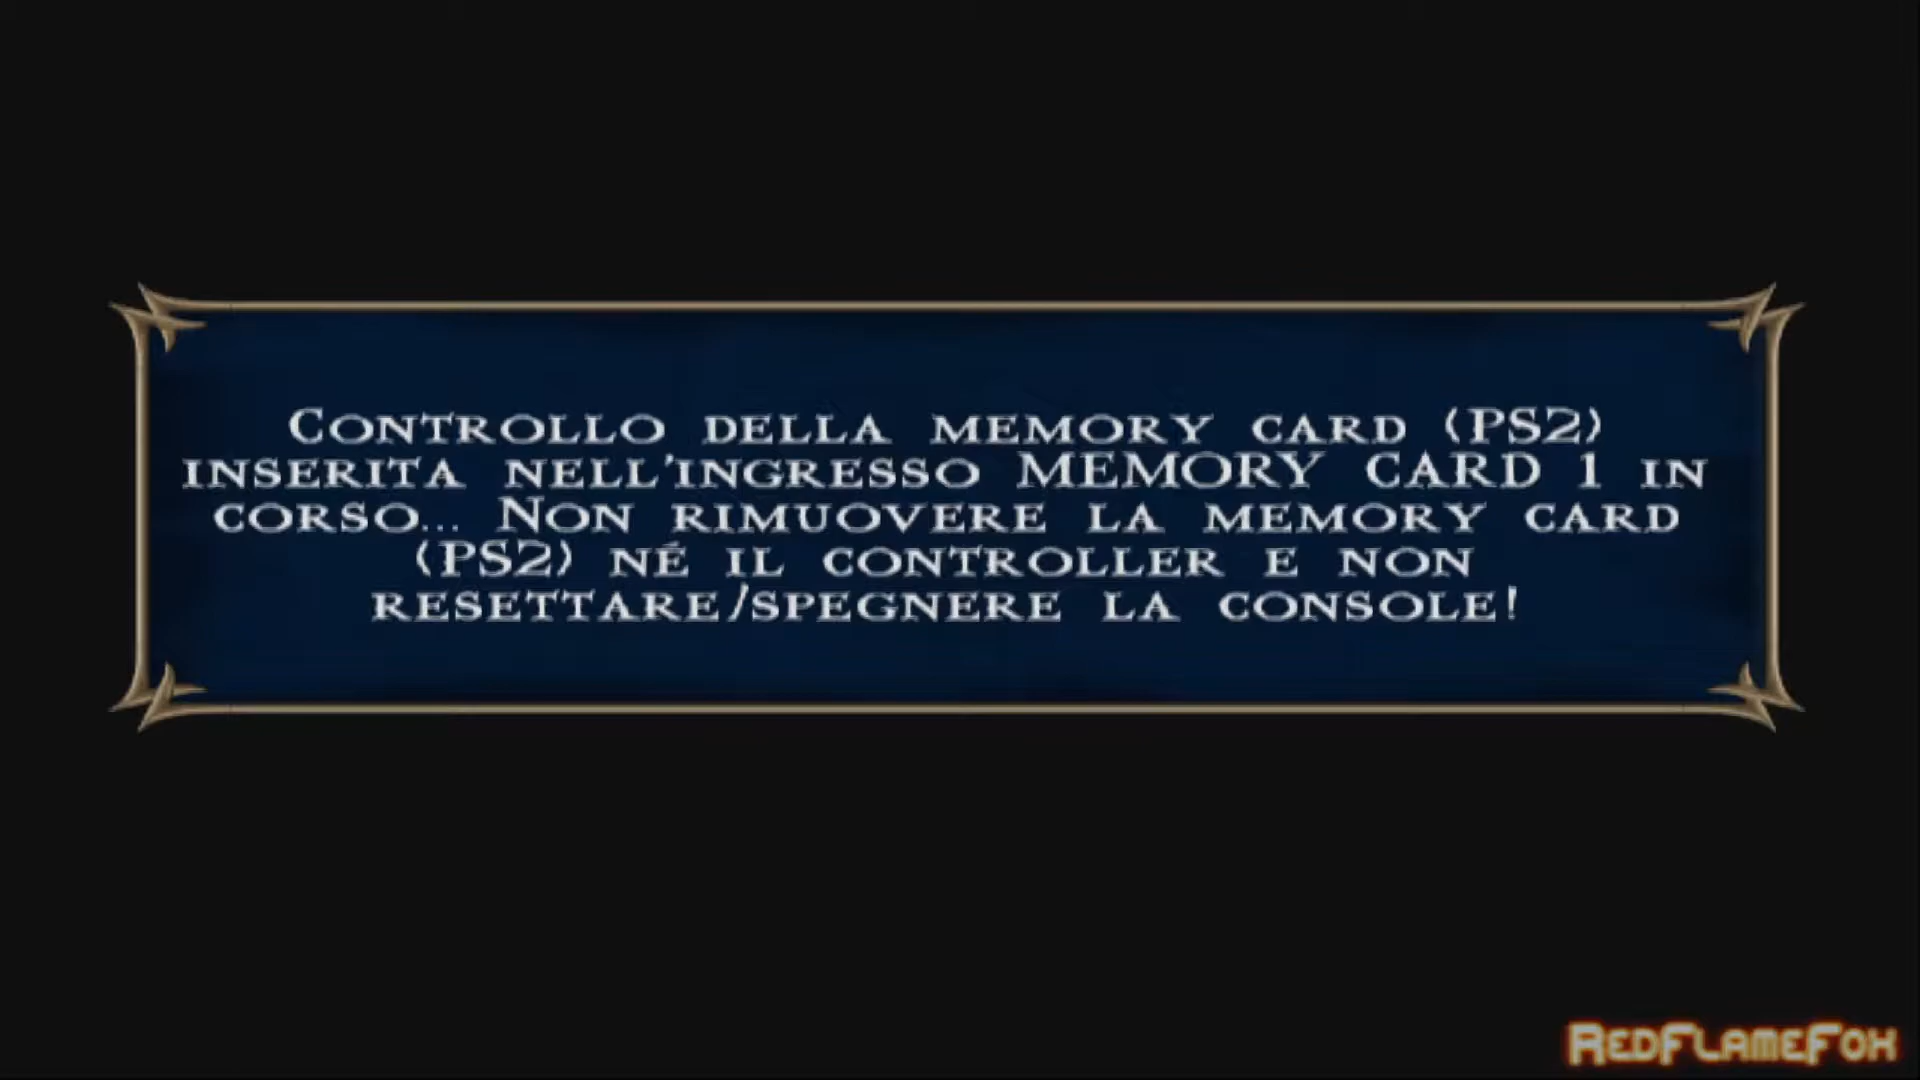 Controllo della memory card (PS2)
inserita nell'ingresso MEMORY CARD 1 in
corso... Non rimuovere la memory card
(PS2) né il controller e non
resettare/spegnere la console!
RedFlameFox